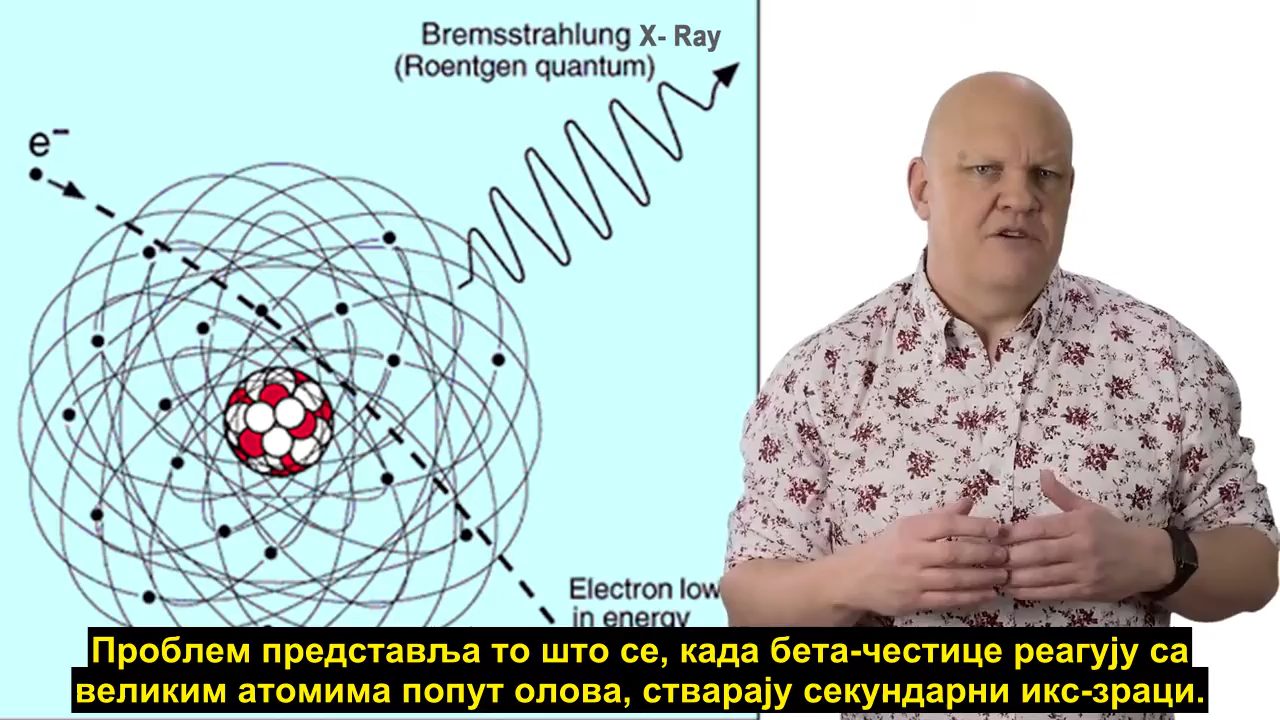 Bremsstrahlung X- Ray
(Roentgen quantum)
e⁻
Electron low
in energy
Проблем представља то што се, када бета-честице реагују са
великим атомима попут олова, стварају секундарни икс-зраци.